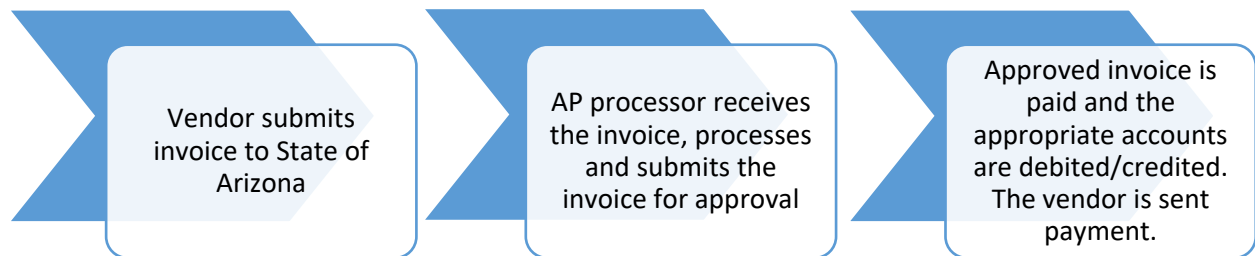 Vendor submits
invoice to State of
Arizona
AP processor receives
the invoice, processes
and submits the
invoice for approval
Approved invoice is
paid and the
appropriate accounts
are debited/credited.
The vendor is sent
payment.